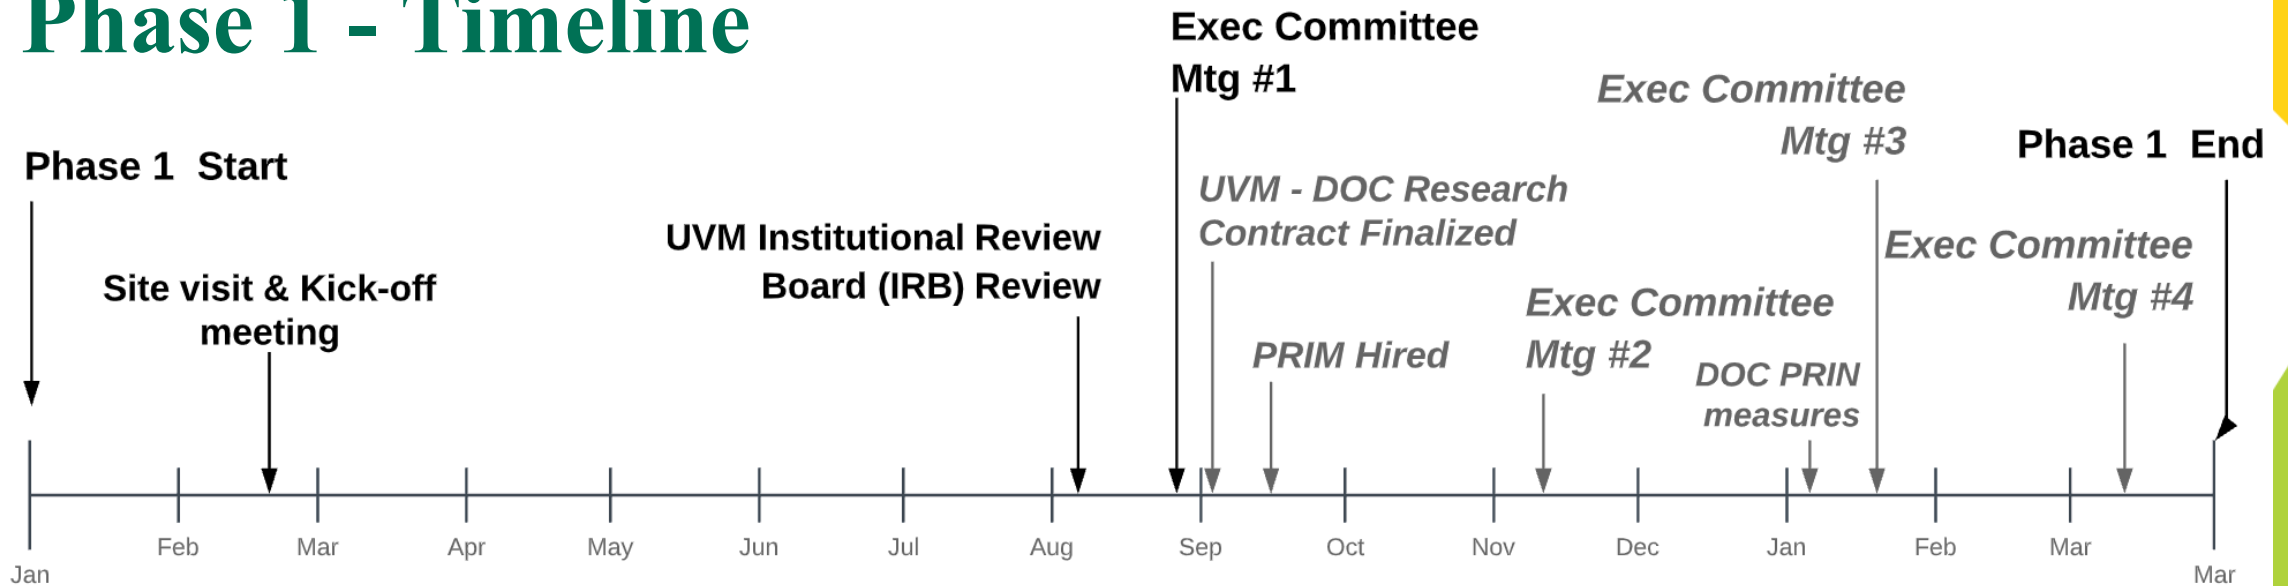 Phase 1 - Timeline
Exec Committee
Mtg #1
Exec Committee
Mtg #3
Phase 1 End
Phase 1 Start
UVM - DOC Research
Contract Finalized
UVM Institutional Review
Board (IRB) Review
Exec Committee
Mtg #4
Site visit & Kick-off
meeting
Exec Committee
Mtg #2
PRIM Hired
DOC PRIN
measures
Feb Mar Apr May Jun Jul Aug Sep Oct Nov Dec Jan Feb Mar
Jan Mar